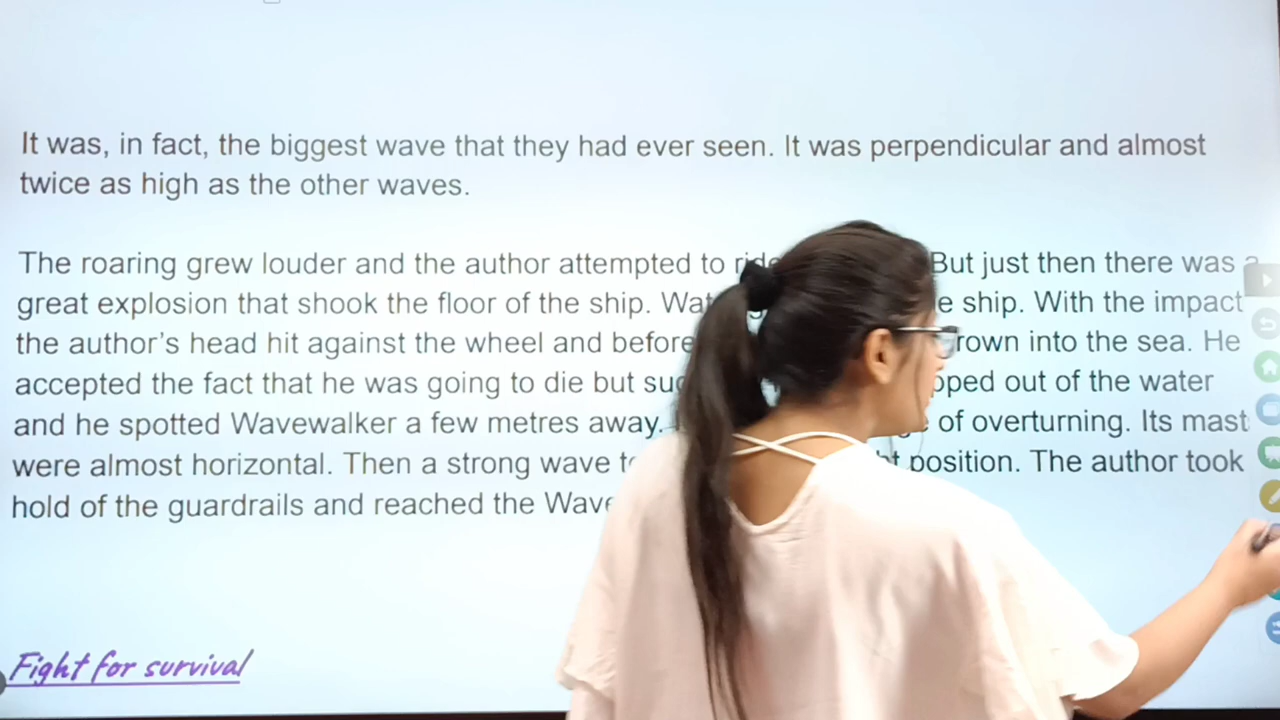 It was, in fact, the biggest wave that they had ever seen. It was perpendicular and almost
twice as high as the other waves.
The roaring grew louder and the author attempted to But just then there was
great explosion that shook the floor of the ship. ship. With the impact
the author's head hit against the wheel and before into the sea. He
accepted the fact that he was going to die but out of the water
and he spotted Wavewalker a few metres away. of overturning. Its mast
were almost horizontal. Then a strong wave position. The author took
hold of the guardrails and reached the
Fight for survival